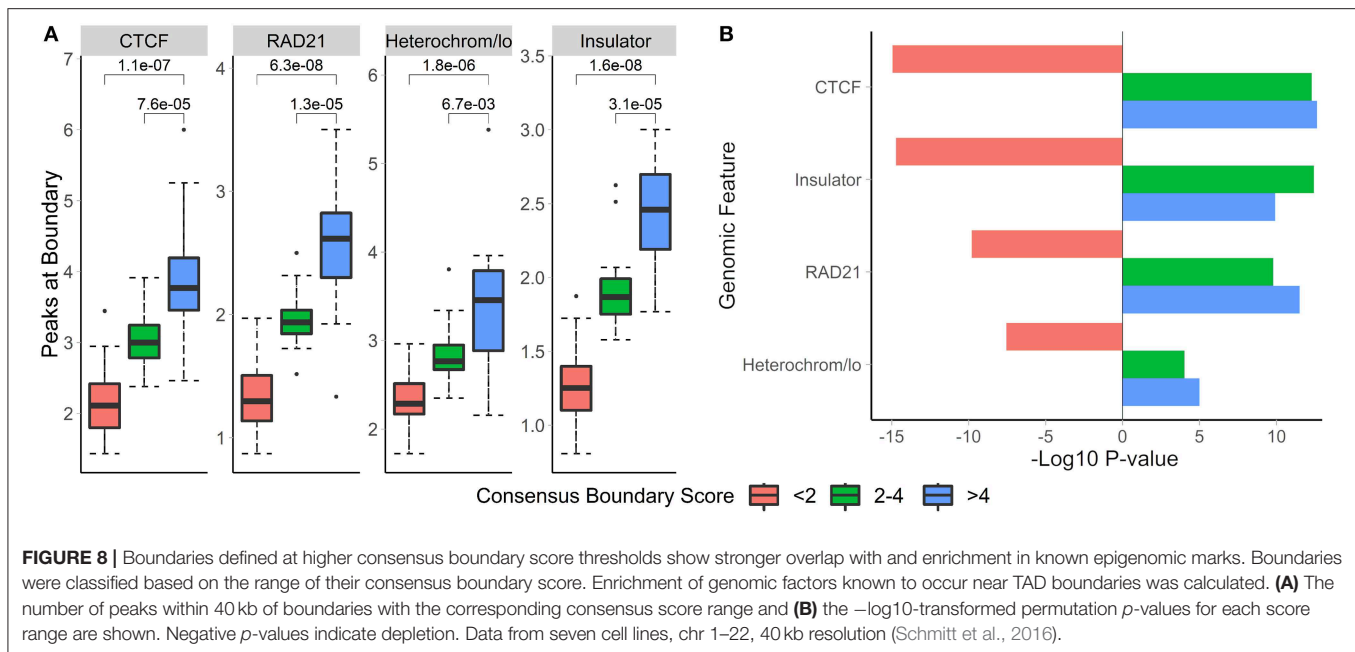 A
CTCF
RAD21
Heterochrom/lo
Insulator
B
7
6
5
4
3
2
1.1e-07
7.6e-05
4
3
2
1
6.3e-08
1.3e-05
6
5
4
3
2
1.8e-06
6.7e-03
3.5
3.0
2.5
2.0
1.5
1.0
1.6e-08
3.1e-05
Peaks at Boundary
Genomic Feature
CTCF
Insulator
RAD21
Heterochrom/lo
-15 -10 -5 0 5 10
-Log10 P-value
Consensus Boundary Score <2 2-4 >4
FIGURE 8 | Boundaries defined at higher consensus boundary score thresholds show stronger overlap with and enrichment in known epigenomic marks. Boundaries
were classified based on the range of their consensus boundary score. Enrichment of genomic factors known to occur near TAD boundaries was calculated. (A) The
number of peaks within 40 kb of boundaries with the corresponding consensus score range and (B) the −log10-transformed permutation p-values for each score
range are shown. Negative p-values indicate depletion. Data from seven cell lines, chr 1–22, 40 kb resolution (Schmitt et al., 2016).